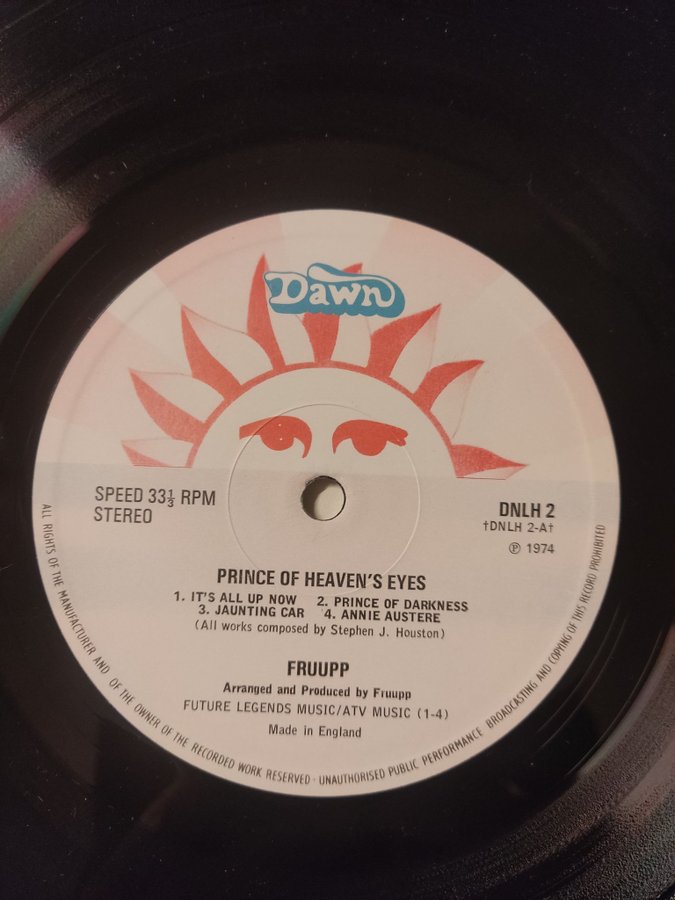 Dawn
SPEED 33⅓ RPM
STEREO
DNLH 2
†DNLH 2-A†
℗ 1974
PRINCE OF HEAVEN'S EYES
1. IT'S ALL UP NOW 2. PRINCE OF DARKNESS
3. JAUNTING CAR 4. ANNIE AUSTERE
(All works composed by Stephen J. Houston)
FRUUPP
Arranged and Produced by Fruupp
FUTURE LEGENDS MUSIC/ATV MUSIC (1-4)
Made in England
ALL RIGHTS OF THE MANUFACTURER AND OF THE OWNER OF THE RECORDED WORK RESERVED · UNAUTHORISED PUBLIC PERFORMANCE BROADCASTING AND COPYING OF THIS RECORD PROHIBITED